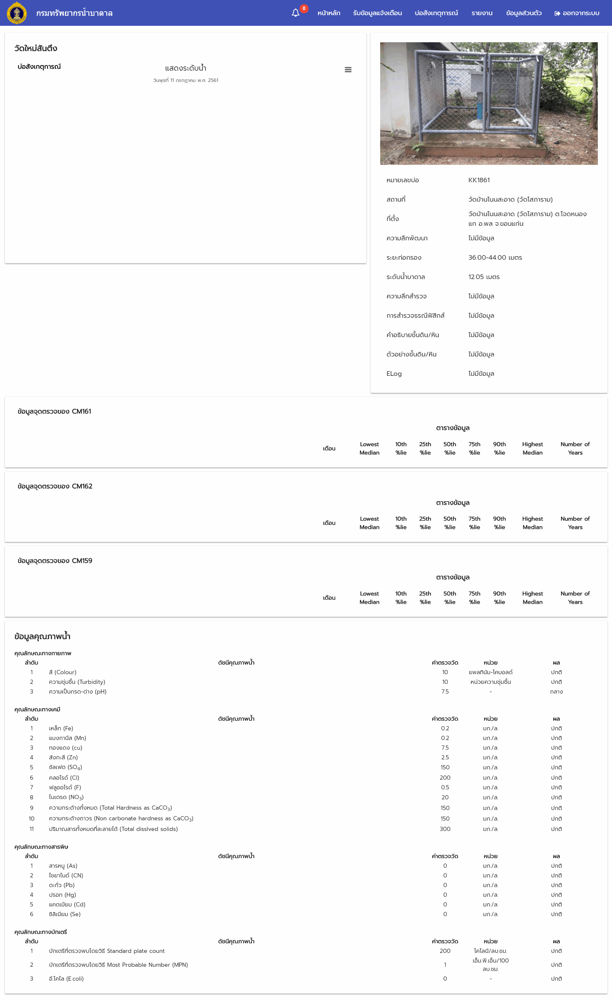 กรมทรัพยากรน้ำบาดาล
0
หน้าหลัก
รับข้อมูลแจ้งเตือน
บ่อสังเกตุการณ์
รายงาน
ข้อมูลส่วนตัว
ออกจากระบบ
วัดใหม่สันตึง
บ่อสังเกตุการณ์
แสดงระดับน้ำ
วันพุธที่ 11 กรกฎาคม พ.ศ. 2561
หมายเลขบ่อ KK1861
สถานที่ วัดบ้านโนนสะอาด (วัดโสภาราม)
ที่ตั้ง วัดบ้านโนนสะอาด (วัดโสภาราม) ต.โจดหนอง
แก อ.พล จ.ขอนแก่น
ความลึกพัฒนา ไม่มีข้อมูล
ระยะท่อกรอง 36.00-44.00 เมตร
ระดับน้ำบาดาล 12.05 เมตร
ความลึกสำรวจ ไม่มีข้อมูล
การสำรวจธรณีฟิสิกส์ ไม่มีข้อมูล
คำอธิบายชั้นดิน/หิน ไม่มีข้อมูล
ตัวอย่างชั้นดิน/หิน ไม่มีข้อมูล
ELog ไม่มีข้อมูล
ข้อมูลจุดตรวจของ CM161
ตารางข้อมูล
เดือน Lowest Median 10th %lie 25th %lie 50th %lie 75th %lie 90th %lie Highest Median Number of Years
ข้อมูลจุดตรวจของ CM162
ตารางข้อมูล
เดือน Lowest Median 10th %lie 25th %lie 50th %lie 75th %lie 90th %lie Highest Median Number of Years
ข้อมูลจุดตรวจของ CM159
ตารางข้อมูล
เดือน Lowest Median 10th %lie 25th %lie 50th %lie 75th %lie 90th %lie Highest Median Number of Years
ข้อมูลคุณภาพน้ำ
คุณลักษณะทางกายภาพ
ลำดับ ดัชนีคุณภาพน้ำ ค่าตรวจวัด หน่วย ผล
1 สี (Colour) 10 แพลทินัม-โคบอลต์ ปกติ
2 ความชุ่มชื้น (Turbidity) 10 หน่วยความชุ่มชื้น ปกติ
3 ความเป็นกรด-ด่าง (pH) 7.5 - กลาง
คุณลักษณะทางเคมี
ลำดับ ดัชนีคุณภาพน้ำ ค่าตรวจวัด หน่วย ผล
1 เหล็ก (Fe) 0.2 มก./ล. ปกติ
2 แมงกานีส (Mn) 0.2 มก./ล. ปกติ
3 ทองแดง (cu) 7.5 มก./ล. ปกติ
4 สังกะสี (Zn) 2.5 มก./ล. ปกติ
5 ซัลเฟต (SO4) 150 มก./ล. ปกติ
6 คลอไรด์ (Cl) 200 มก./ล. ปกติ
7 ฟลูออไรด์ (F) 0.5 มก./ล. ปกติ
8 ไนเตรด (NO3) 20 มก./ล. ปกติ
9 ความกระด้างทั้งหมด (Total Hardness as CaCO3) 150 มก./ล. ปกติ
10 ความกระด้างถาวร (Non carbonate hardness as CaCO3) 150 มก./ล. ปกติ
11 ปริมาณสารทั้งหมดที่ละลายได้ (Total disslved solids) 300 มก./ล. ปกติ
คุณลักษณะทางสารพิษ
ลำดับ ดัชนีคุณภาพน้ำ ค่าตรวจวัด หน่วย ผล
1 สารหนู (As) 0 มก./ล. ปกติ
2 ไซยาไนด์ (CN) 0 มก./ล. ปกติ
3 ตะกั่ว (Pb) 0 มก./ล. ปกติ
4 ปรอท (Hg) 0 มก./ล. ปกติ
5 แคดเมียม (Cd) 0 มก./ล. ปกติ
6 ซิลิเนียม (Se) 0 มก./ล. ปกติ
คุณลักษณะทางบักเตรี
ลำดับ ดัชนีคุณภาพน้ำ ค่าตรวจวัด หน่วย ผล
1 บักเตรีที่ตรวจพบโดยวิธี Standard plate count 200 โคโลนี/ลบ.ซม. ปกติ
2 บักเตรีที่ตรวจพบโดยวิธี Most Probable Number (MPN) 1 เอ็ม.พี.เอ็น/100 ลบ.ซม. ปกติ
3 อี.โคไล (E.coli) 0 - ปกติ